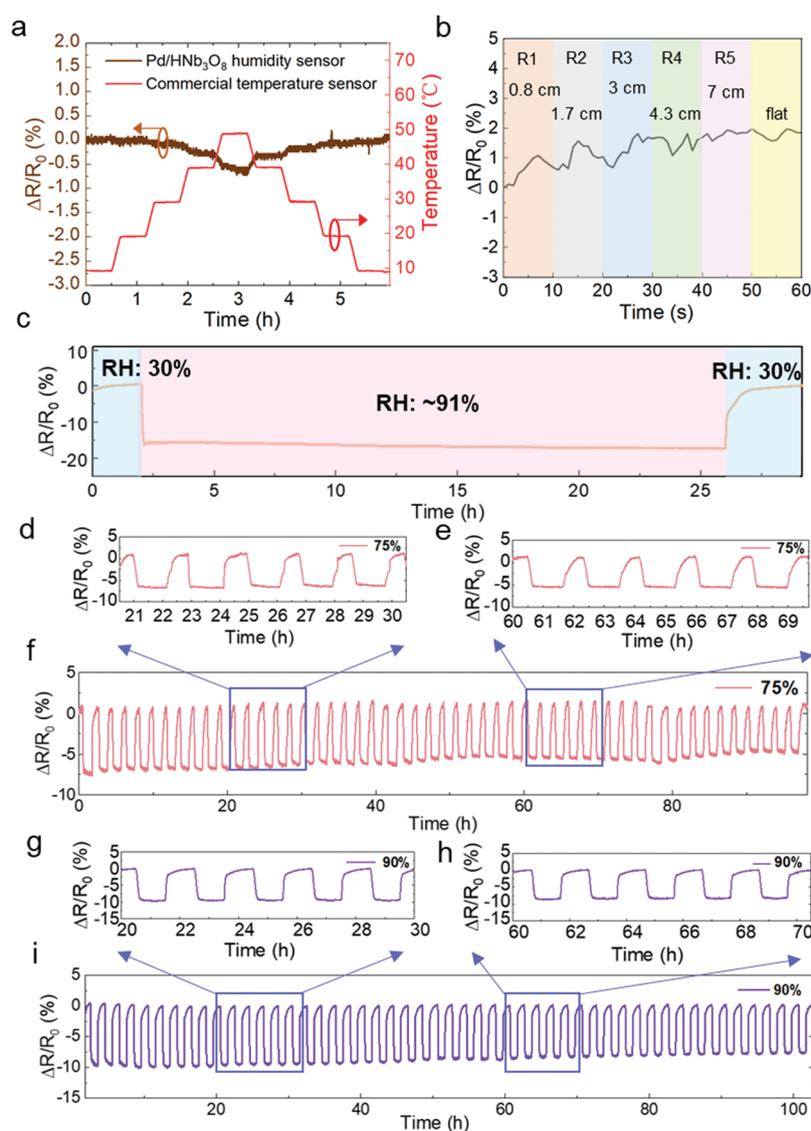 a
2.0
1.5
1.0
0.5
0.0
-0.5
-1.0
-1.5
-2.0
-2.5
-3.0
ΔR/R₀ (%)
Pd/HNb₃O₈ humidity sensor
Commercial temperature sensor
70
60
50
40
30
20
10
Temperature (℃)
0 1 2 3 4 5
Time (h)
b
5
4
3
2
1
0
-1
-2
-3
ΔR/R₀ (%)
R1 R2 R3 R4 R5
0.8 cm 3 cm 7 cm
1.7 cm 4.3 cm flat
0 10 20 30 40 50 60
Time (s)
c
10
0
-10
-20
ΔR/R₀ (%)
RH: 30%
RH: ~91%
RH: 30%
0 5 10 15 20 25
Time (h)
d
5
0
-5
-10
ΔR/R₀ (%)
75%
21 22 23 24 25 26 27 28 29 30
Time (h)
e
5
0
-5
-10
ΔR/R₀ (%)
75%
60 61 62 63 64 65 66 67 68 69
Time (h)
f
5
0
-5
-10
ΔR/R₀ (%)
75%
0 20 40 60 80
Time (h)
g
5
0
-5
-10
-15
ΔR/R₀ (%)
90%
20 22 24 26 28 30
Time (h)
h
5
0
-5
-10
-15
ΔR/R₀ (%)
90%
60 62 64 66 68 70
Time (h)
i
5
0
-5
-10
-15
ΔR/R₀ (%)
90%
20 40 60 80 100
Time (h)